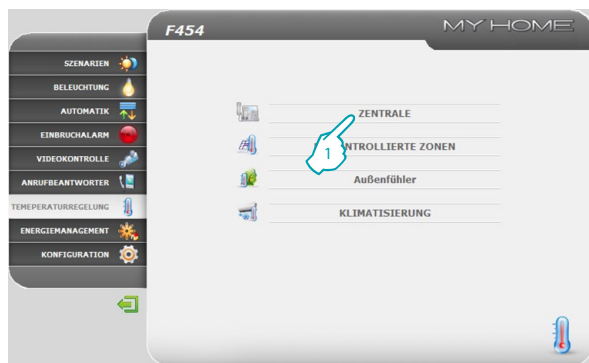 F454
MY HOME
SZENARIEN
BELEUCHTUNG
AUTOMATIK
EINBRUCHALARM
VIDEOKONTROLLE
ANRUFBEANTWORTER
TEMEPERATURREGELUNG
ENERGIEMANAGEMENT
KONFIGURATION
ZENTRALE
NTROLLIERTE ZONEN
1
Außenfühler
KLIMATISIERUNG